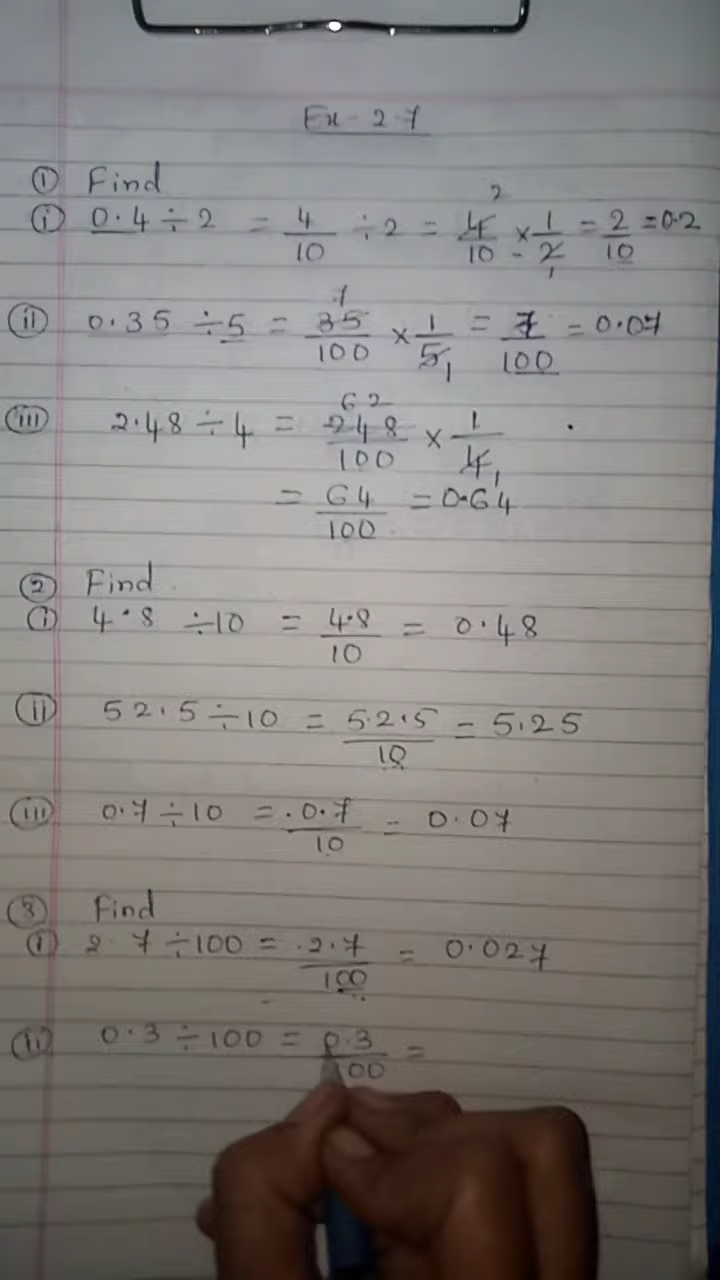 Ex - 2.7
① Find
ⓘ 0.4 ÷ 2 = 4/10 ÷ 2 = 4/10 × 1/2 = 2/10 = 0.2
ⓘⓘ 0.35 ÷ 5 = 35/100 × 1/5 = 7/100 = 0.07
(iii) 2.48 ÷ 4 = 248/100 × 1/4
= 64/100 = 0.64
② Find
(i) 4.8 ÷ 10 = 4.8/10 = 0.48
(ii) 52.5 ÷ 10 = 5.2.5/10 = 5.25
(iii) 0.7 ÷ 10 = .0.7/10 = 0.07
③ Find
(i) 2.7 ÷ 100 = .2.7/100 = 0.027
(ii) 0.3 ÷ 100 = 0.3/100 =